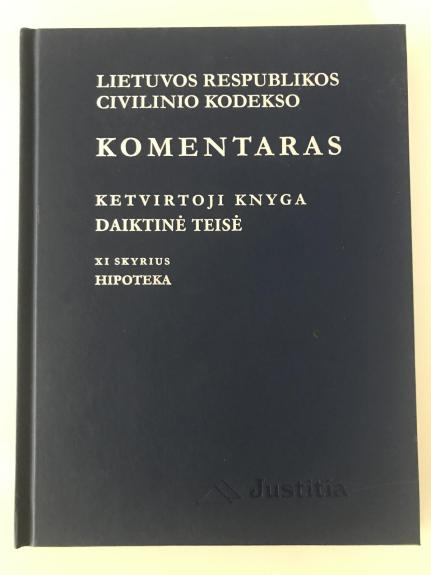 LIETUVOS RESPUBLIKOS
CIVILINIO KODEKSO
KOMENTARAS
KETVIRTOJI KNYGA
DAIKTINĖ TEISĖ
XI SKYRIUS
HIPOTEKA
Justitia